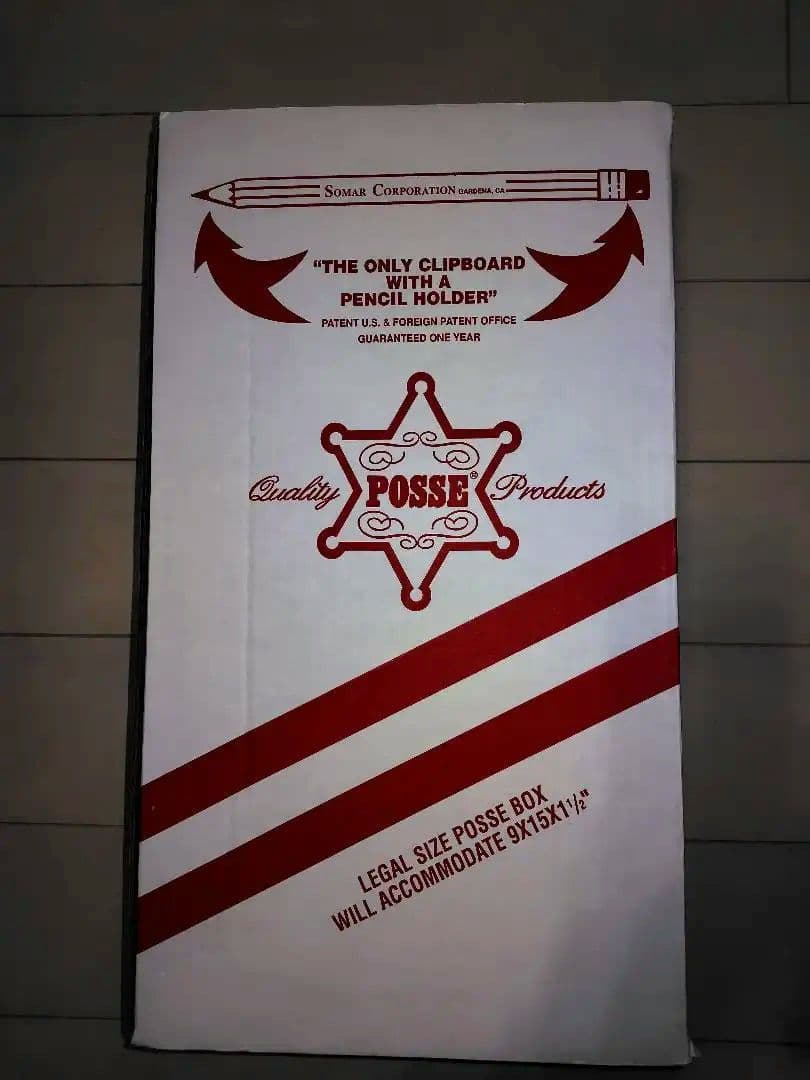 SOMAR CORPORATION GARDENA, CA
“THE ONLY CLIPBOARD
WITH A
PENCIL HOLDER”
PATENT U.S. & FOREIGN PATENT OFFICE
GUARANTEED ONE YEAR
Quality POSSE® Products
LEGAL SIZE POSSE BOX
WILL ACCOMMODATE 9X15X1½"